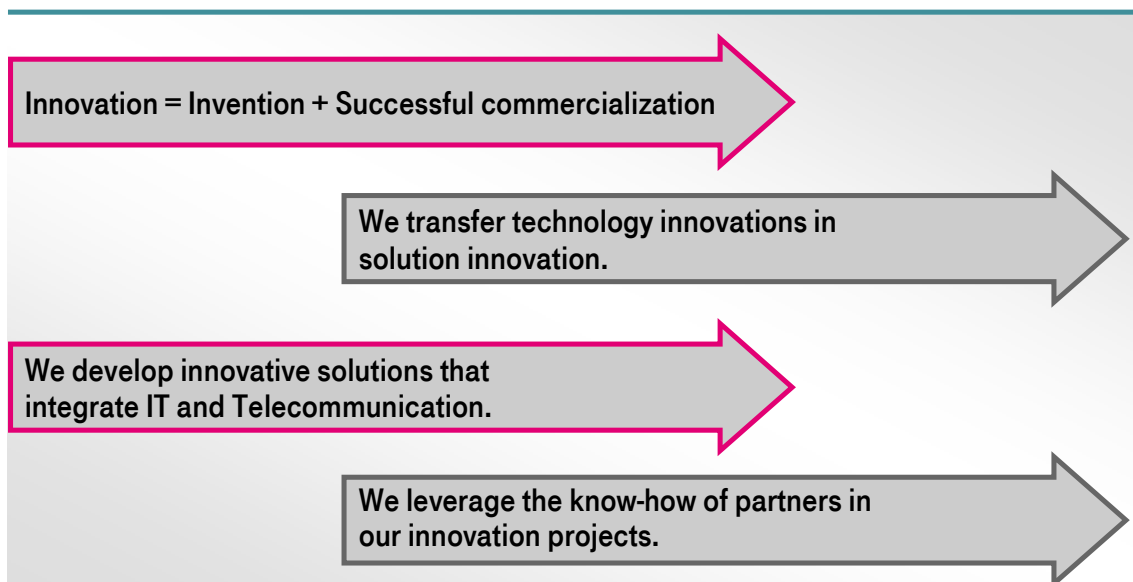 Innovation = Invention + Successful commercialization
We transfer technology innovations in
solution innovation.
We develop innovative solutions that
integrate IT and Telecommunication.
We leverage the know-how of partners in
our innovation projects.